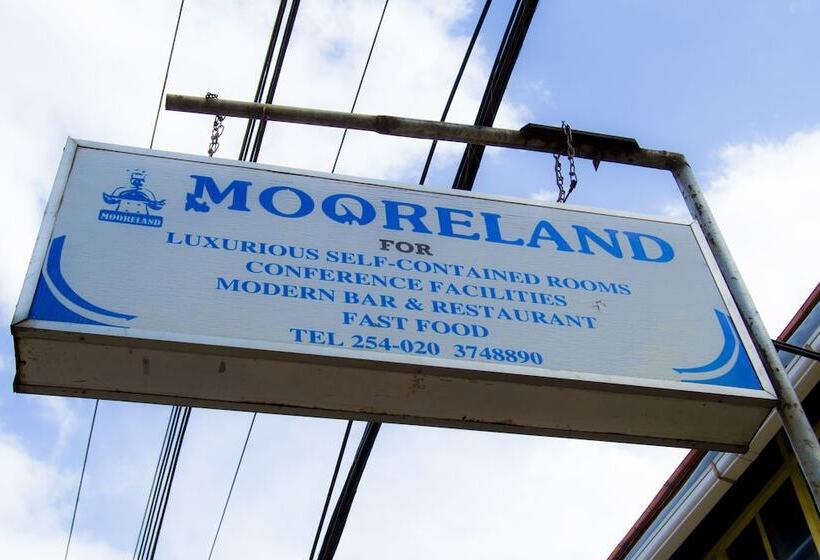 MOORELAND
MOORELAND
FOR
LUXURIOUS SELF-CONTAINED ROOMS
CONFERENCE FACILITIES
MODERN BAR & RESTAURANT
FAST FOOD
TEL 254-020 3748890